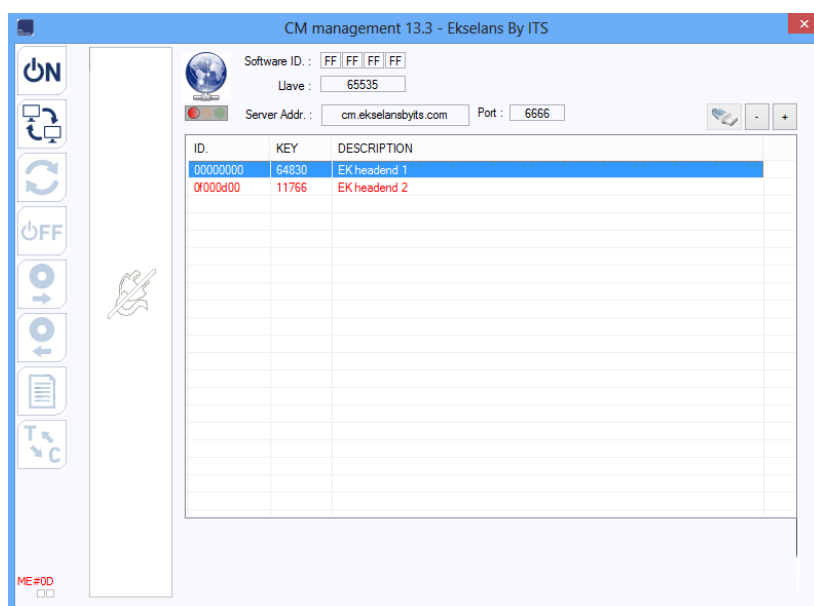 CM management 13.3 - Ekselans By ITS
ON
Software ID. : FF FF FF FF
Llave : 65535
Server Addr. : cm.ekselansbyits.com Port : 6666 - +
ID. KEY DESCRIPTION
00000000 64830 EK headend 1
0f000d00 11766 EK headend 2
OFF
T C
ME#0D